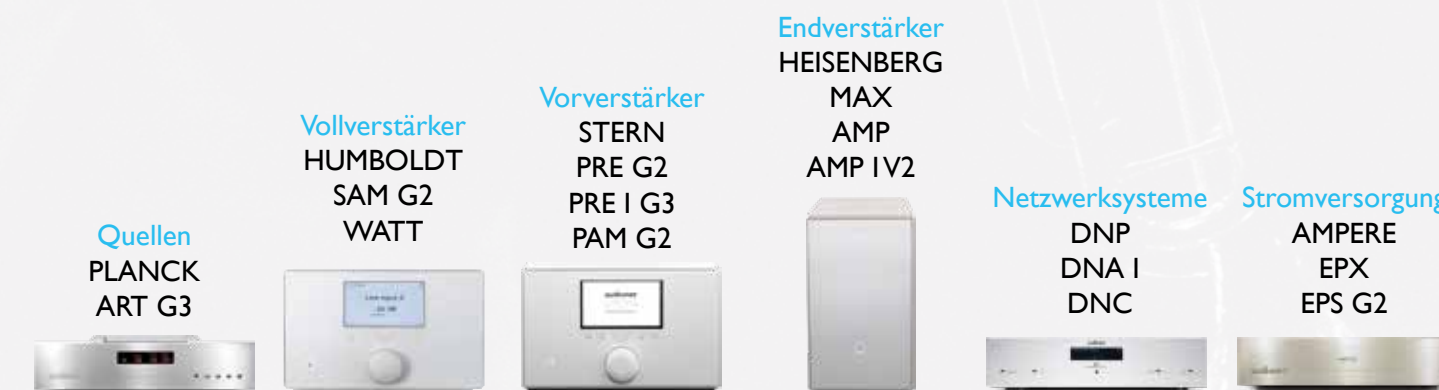 Quellen
PLANCK
ART G3
Vollverstärker
HUMBOLDT
SAM G2
WATT
Vorverstärker
STERN
PRE G2
PRE I G3
PAM G2
Endverstärker
HEISENBERG
MAX
AMP
AMP I V2
Netzwerksysteme
DNP
DNA I
DNC
Stromversorgung
AMPERE
EPX
EPS G2